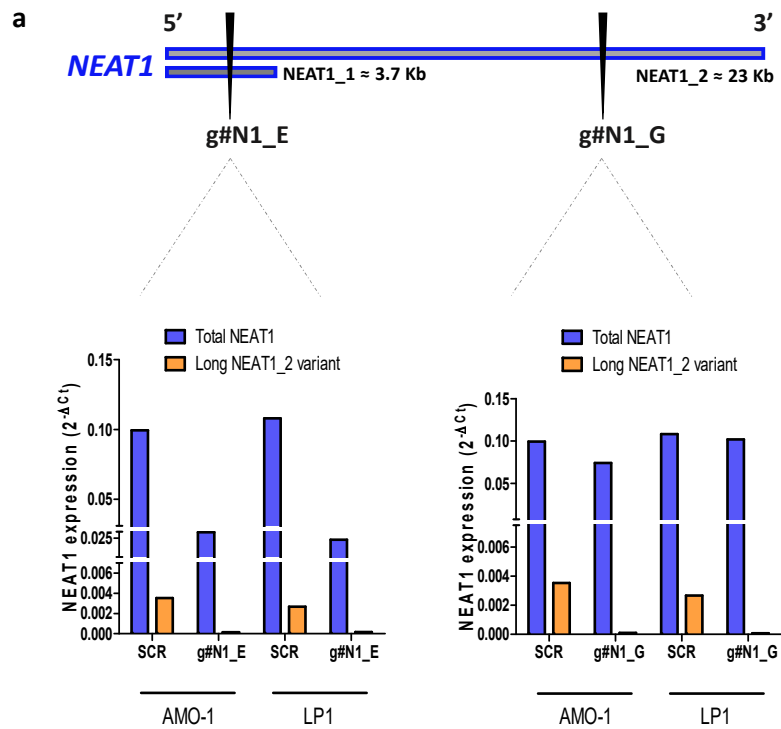 a
5’ 3’
NEAT1
NEAT1_1 ≈ 3.7 Kb NEAT1_2 ≈ 23 Kb
g#N1_E g#N1_G
Total NEAT1
Long NEAT1_2 variant
NEAT1 expression (2^-ΔCt)
0.15
0.10
0.05
0.025
0.006
0.004
0.002
0.000
SCR g#N1_E SCR g#N1_E
AMO-1 LP1
Total NEAT1
Long NEAT1_2 variant
NEAT1 expression (2^-ΔCt)
0.15
0.10
0.05
0.006
0.004
0.002
0.000
SCR g#N1_G SCR g#N1_G
AMO-1 LP1